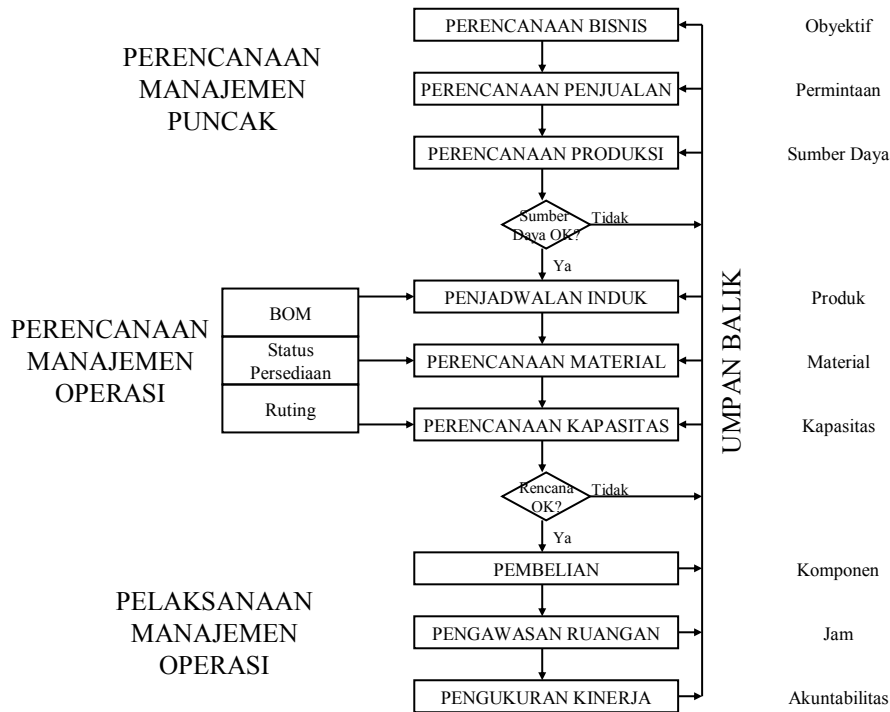 PERENCANAAN BISNIS
Obyektif
PERENCANAAN
MANAJEMEN
PUNCAK
PERENCANAAN PENJUALAN
Permintaan
PERENCANAAN PRODUKSI
Sumber Daya
Sumber
Daya OK?
Tidak
Ya
PERENCANAAN
MANAJEMEN
OPERASI
BOM
Status
Persediaan
Ruting
PENJADWALAN INDUK
Produk
PERENCANAAN MATERIAL
Material
PERENCANAAN KAPASITAS
Kapasitas
UMPAN BALIK
Rencana
OK?
Tidak
Ya
PELAKSANAAN
MANAJEMEN
OPERASI
PEMBELIAN
Komponen
PENGAWASAN RUANGAN
Jam
PENGUKURAN KINERJA
Akuntabilitas